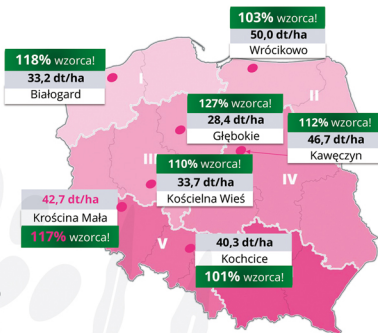 103% wzorca!
50,0 dt/ha
Wrócikowo
118% wzorca!
33,2 dt/ha
Białogard
I
II
127% wzorca!
28,4 dt/ha
Głębokie
112% wzorca!
46,7 dt/ha
Kawęczyn
III
110% wzorca!
33,7 dt/ha
Kościelna Wieś
IV
42,7 dt/ha
Krościna Mała
117% wzorca!
V
40,3 dt/ha
Kochcice
101% wzorca!